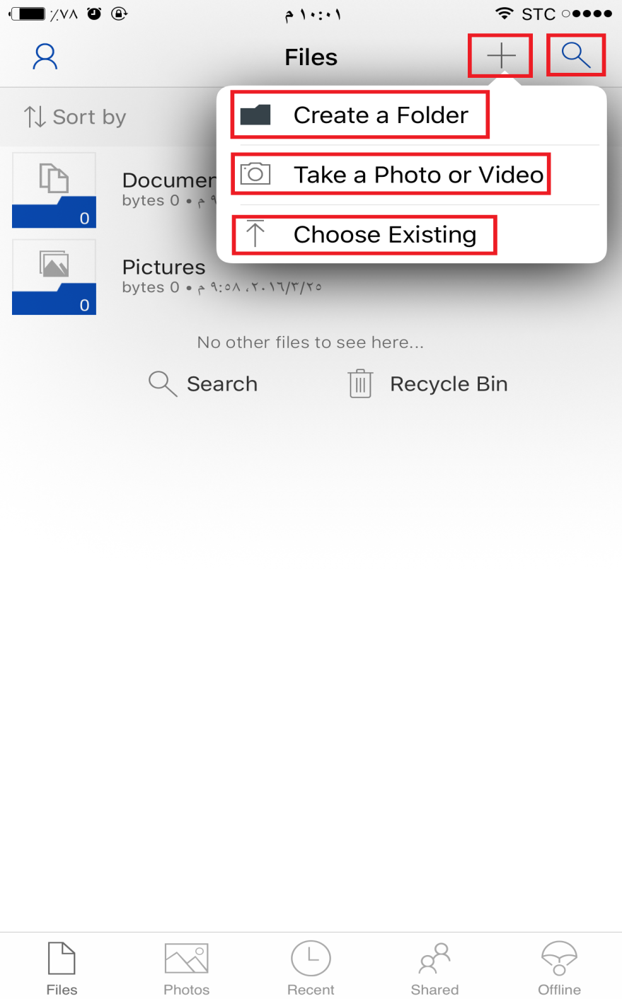 ٪٧٨ ١٠:٠١ م STC
Files
Create a Folder
Sort by
Take a Photo or Video
Documen
bytes 0 • م ٩
0
Choose Existing
Pictures
bytes 0 • م ٩:٥٨ ،٢٠١٦/٣/٢٥
0
No other files to see here...
Search Recycle Bin
Files Photos Recent Shared Offline